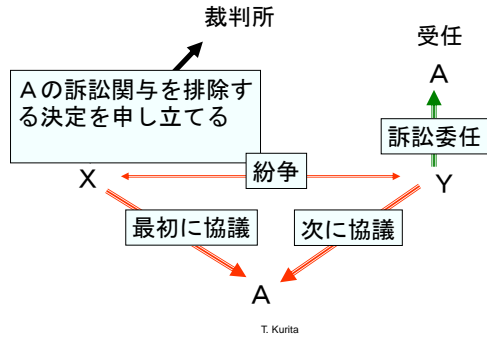 裁判所
受任
Ａ
Ａの訴訟関与を排除す
る決定を申し立てる
訴訟委任
紛争
Ｘ
Ｙ
最初に協議
次に協議
Ａ
T. Kurita